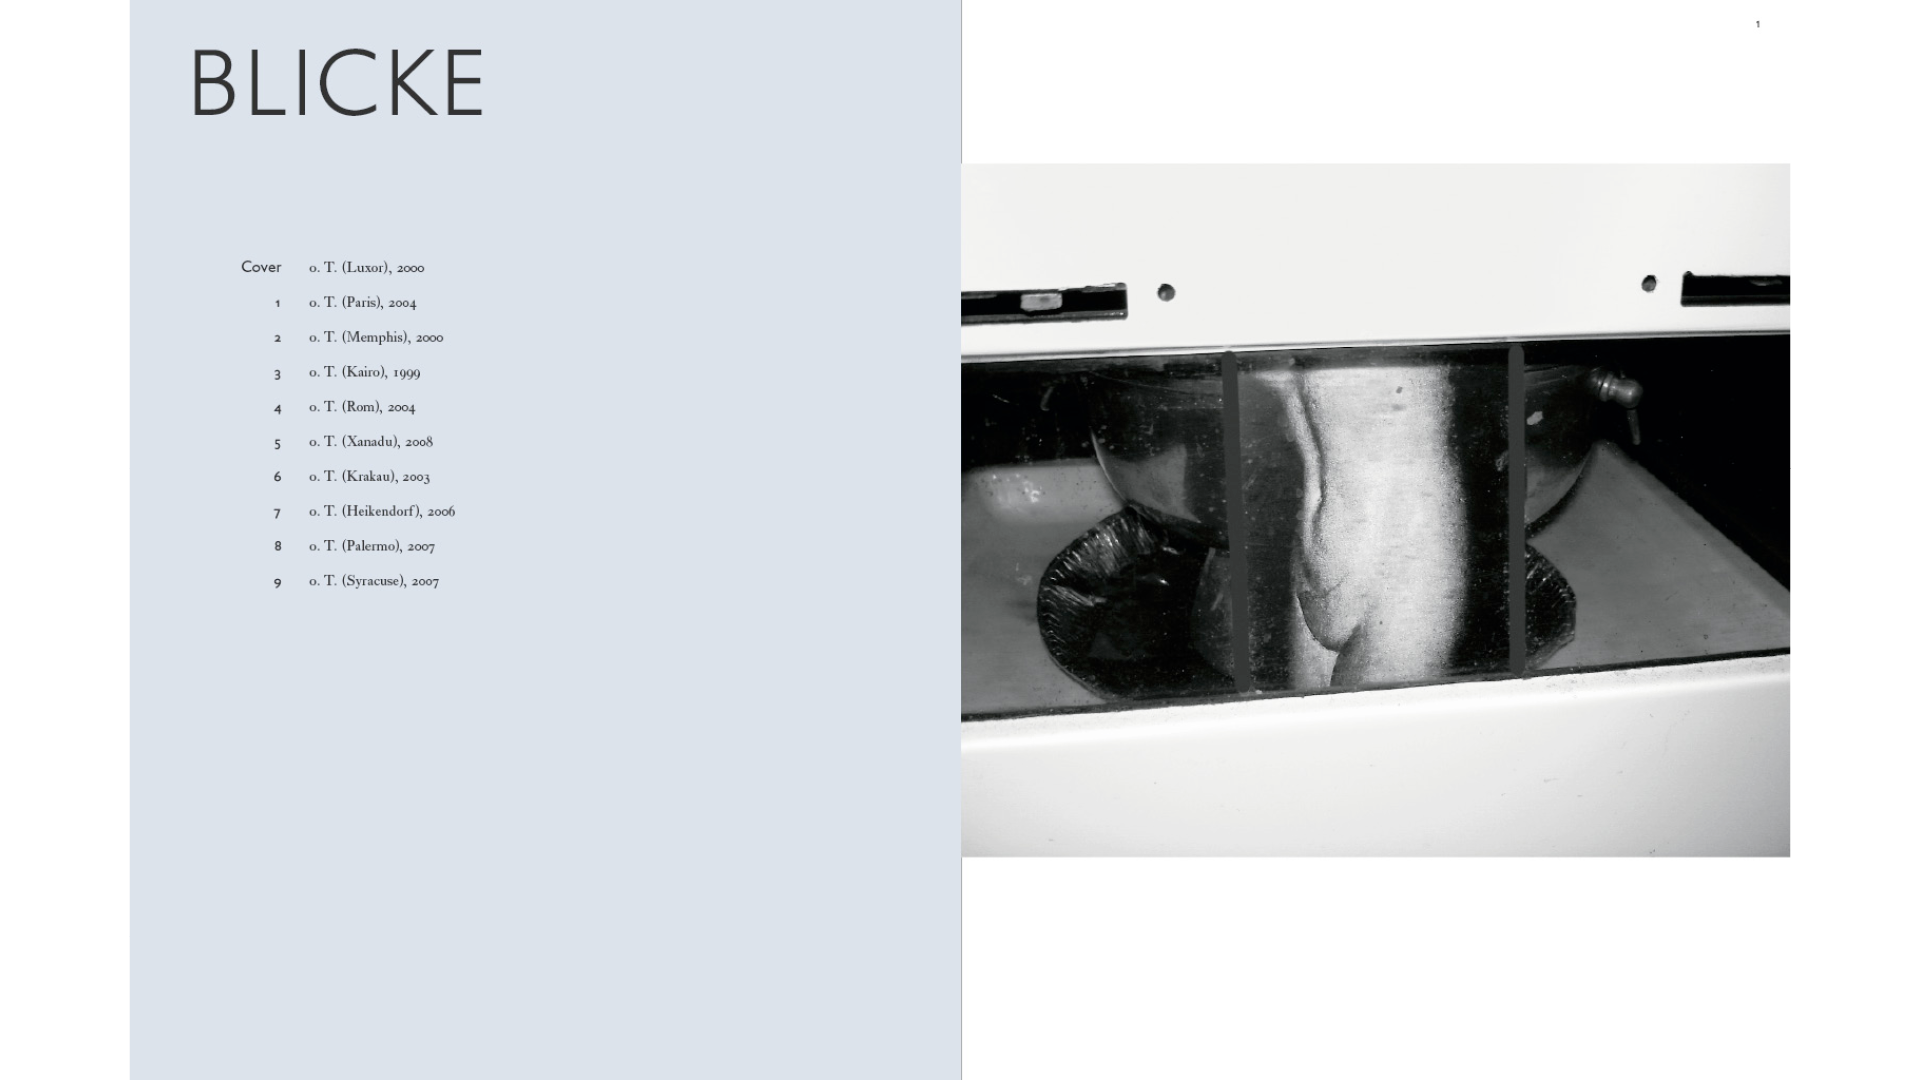 BLICKE
Cover o. T. (Luxor), 2000
1 o. T. (Paris), 2004
2 o. T. (Memphis), 2000
3 o. T. (Kairo), 1999
4 o. T. (Rom), 2004
5 o. T. (Xanadu), 2008
6 o. T. (Krakau), 2003
7 o. T. (Heikendorf), 2006
8 o. T. (Palermo), 2007
9 o. T. (Syracuse), 2007
1